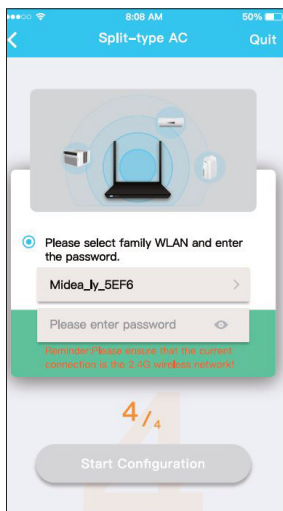 8:08 AM
50%
Split-type AC
Quit
Please select family WLAN and enter
the password.
Midea_ly_5EF6
Please enter password
Reminder:Please ensure that the current
connection is the 2.4G wireless network!
4/4
4
Start Configuration